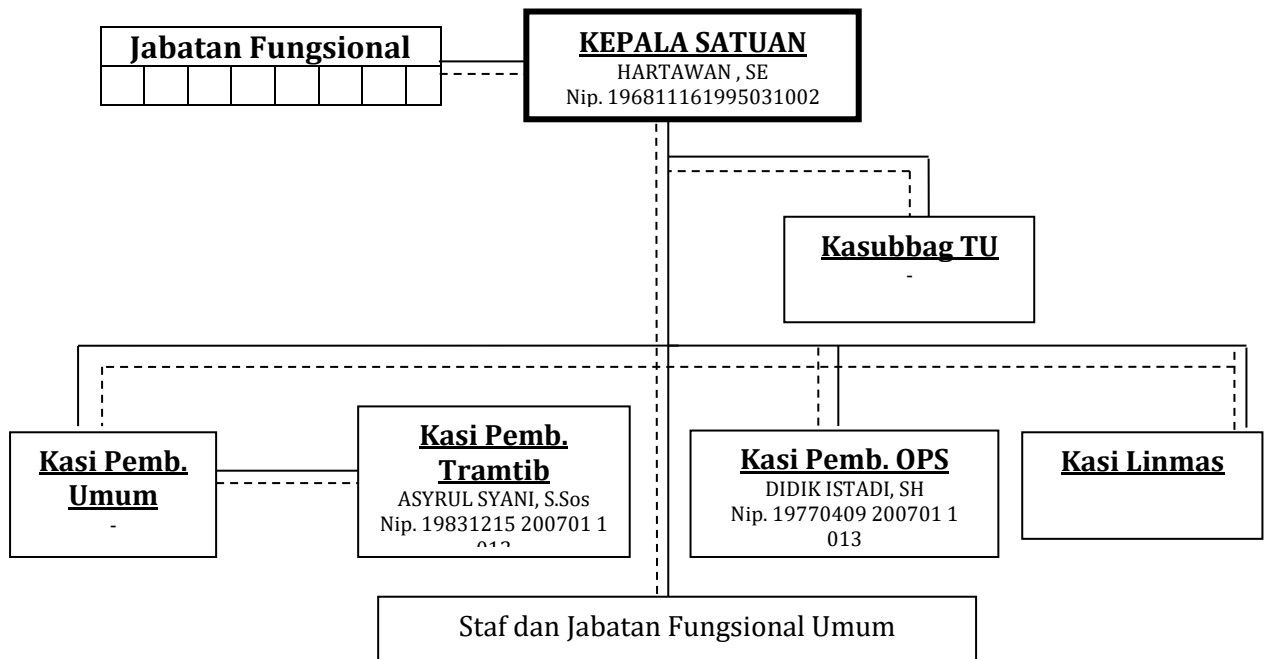 Jabatan Fungsional
KEPALA SATUAN
HARTAWAN , SE
Nip. 196811161995031002
Kasubbag TU
-
Kasi Pemb.
Umum
-
Kasi Pemb.
Tramtib
ASYRUL SYANI, S.Sos
Nip. 19831215 200701 1
Kasi Pemb. OPS
DIDIK ISTADI, SH
Nip. 19770409 200701 1
013
Kasi Linmas
Staf dan Jabatan Fungsional Umum